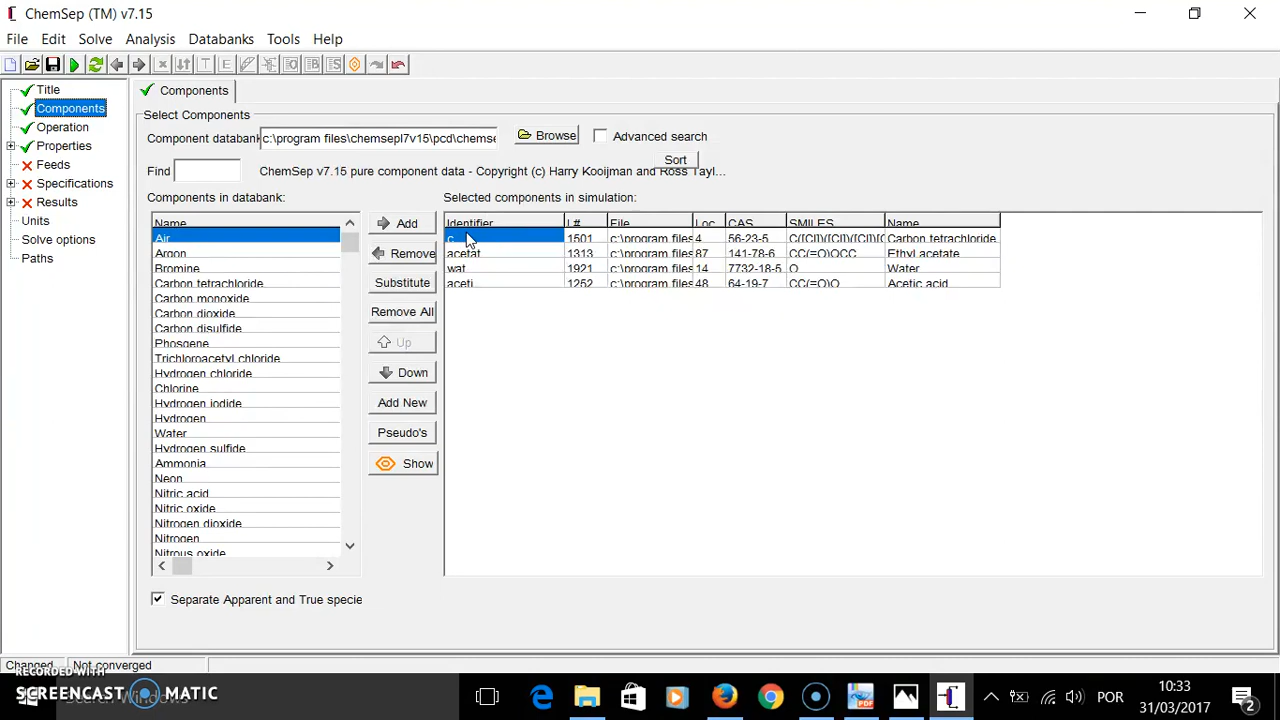 ChemSep (TM) v7.15
File Edit Solve Analysis Databanks Tools Help
Title
Components
Operation
Properties
Feeds
Specifications
Results
Units
Solve options
Paths
Components
Select Components
Component databank c:\program files\chemsepl7v15\pcd\chemse Browse Advanced search
Sort
Find ChemSep v7.15 pure component data - Copyright (c) Harry Kooijman and Ross Tayl...
Components in databank:
Name
Air
Argon
Bromine
Carbon tetrachloride
Carbon monoxide
Carbon dioxide
Carbon disulfide
Phosgene
Trichloroacetyl chloride
Hydrogen chloride
Chlorine
Hydrogen iodide
Hydrogen
Water
Hydrogen sulfide
Ammonia
Neon
Nitric acid
Nitric oxide
Nitrogen dioxide
Nitrogen
Nitrous oxide
Add
Remove
Substitute
Remove All
Up
Down
Add New
Pseudo's
Show
Selected components in simulation:
Identifier L# File Loc CAS SMILES Name
c 1501 c:\program files 4 56-23-5 C([Cl])([Cl])([Cl])[C Carbon tetrachloride
acetat 1313 c:\program files 87 141-78-6 CC(=O)OCC Ethyl acetate
wat 1921 c:\program files 14 7732-18-5 O Water
aceti 1252 c:\program files 48 64-19-7 CC(=O)O Acetic acid
Separate Apparent and True specie
Changed Not converged
RECORDED WITH
SCREENCAST MATIC
Search Windows
POR
10:33
31/03/2017
2